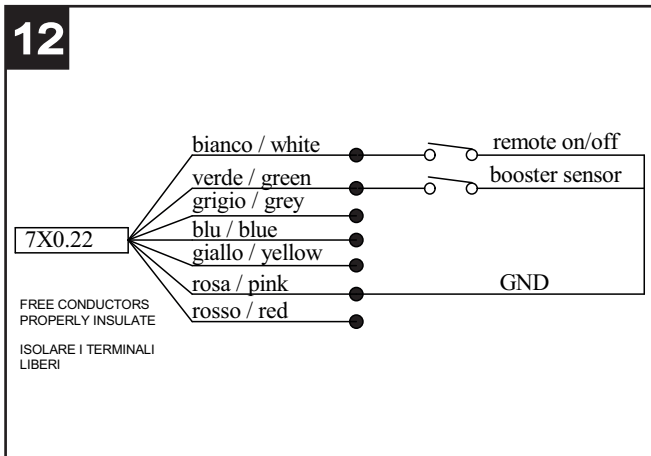 12
bianco / white
remote on/off
verde / green
booster sensor
grigio / grey
7X0.22
blu / blue
giallo / yellow
rosa / pink
GND
rosso / red
FREE CONDUCTORS
PROPERLY INSULATE
ISOLARE I TERMINALI
LIBERI